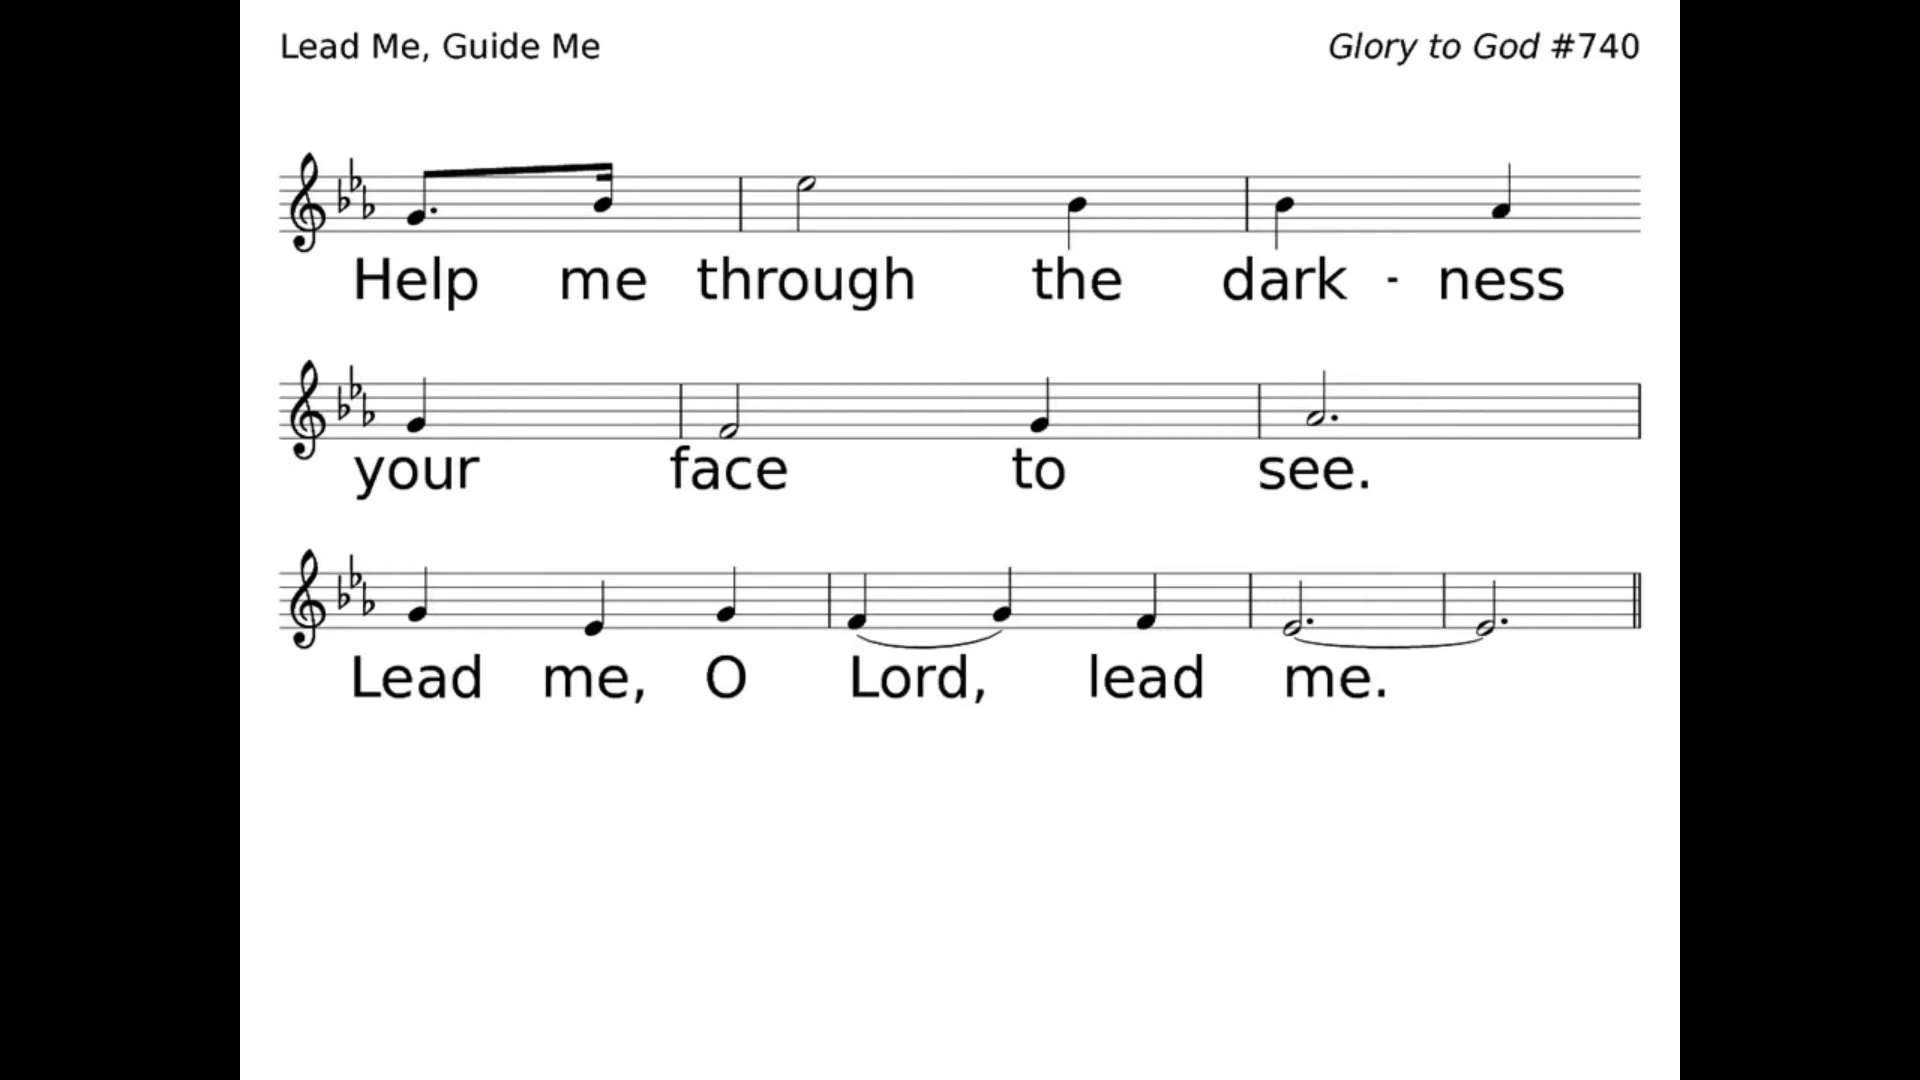 Lead Me, Guide Me Glory to God #740
Help me through the dark - ness
your face to see.
Lead me, O Lord, lead me.